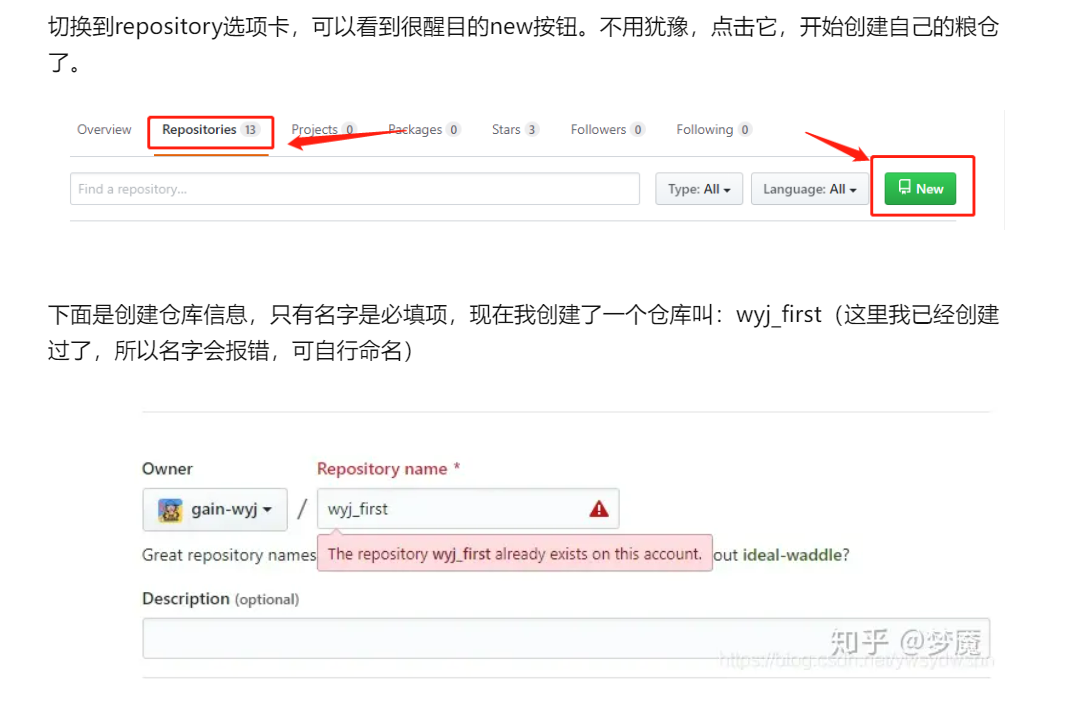 切换到repository选项卡，可以看到很醒目的new按钮。不用犹豫，点击它，开始创建自己的粮仓
了。
Overview Repositories 13 Projects 0 Packages 0 Stars 3 Followers 0 Following 0
Find a repository... Type: All Language: All New
下面是创建仓库信息，只有名字是必填项，现在我创建了一个仓库叫：wyj_first（这里我已经创建
过了，所以名字会报错，可自行命名）
Owner Repository name *
gain-wyj / wyj_first
Great repository names The repository wyj_first already exists on this account. out ideal-waddle?
Description (optional)
知乎 @梦魇